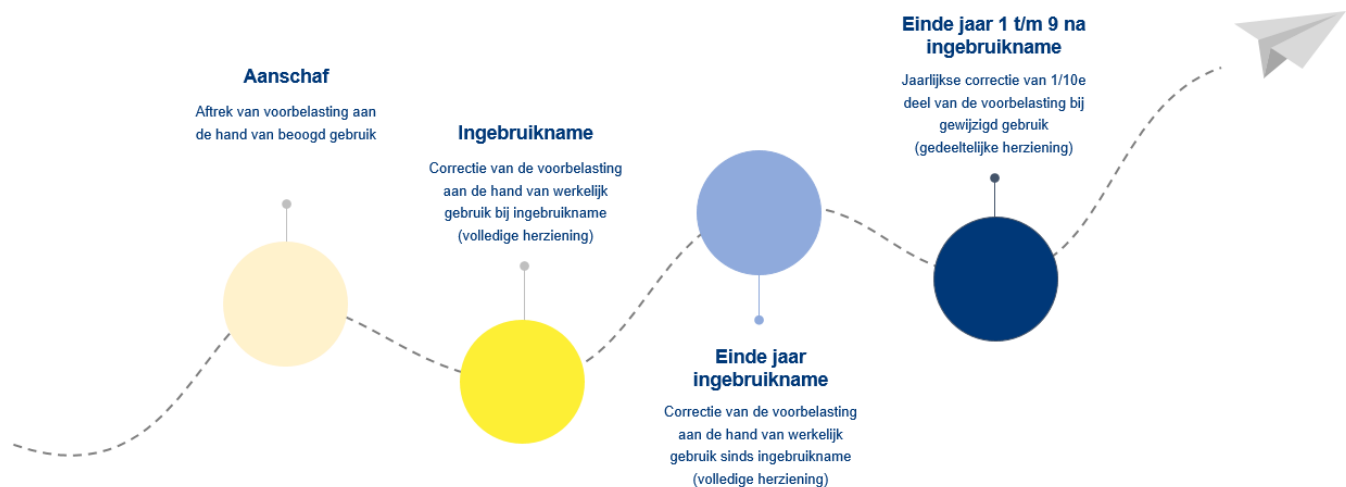 Aanschaf
Aftrek van voorbelasting aan
de hand van beoogd gebruik
Ingebruikname
Correctie van de voorbelasting
aan de hand van werkelijk
gebruik bij ingebruikname
(volledige herziening)
Einde jaar
ingebruikname
Correctie van de voorbelasting
aan de hand van werkelijk
gebruik sinds ingebruikname
(volledige herziening)
Einde jaar 1 t/m 9 na
ingebruikname
Jaarlijkse correctie van 1/10e
deel van de voorbelasting bij
gewijzigd gebruik
(gedeeltelijke herziening)